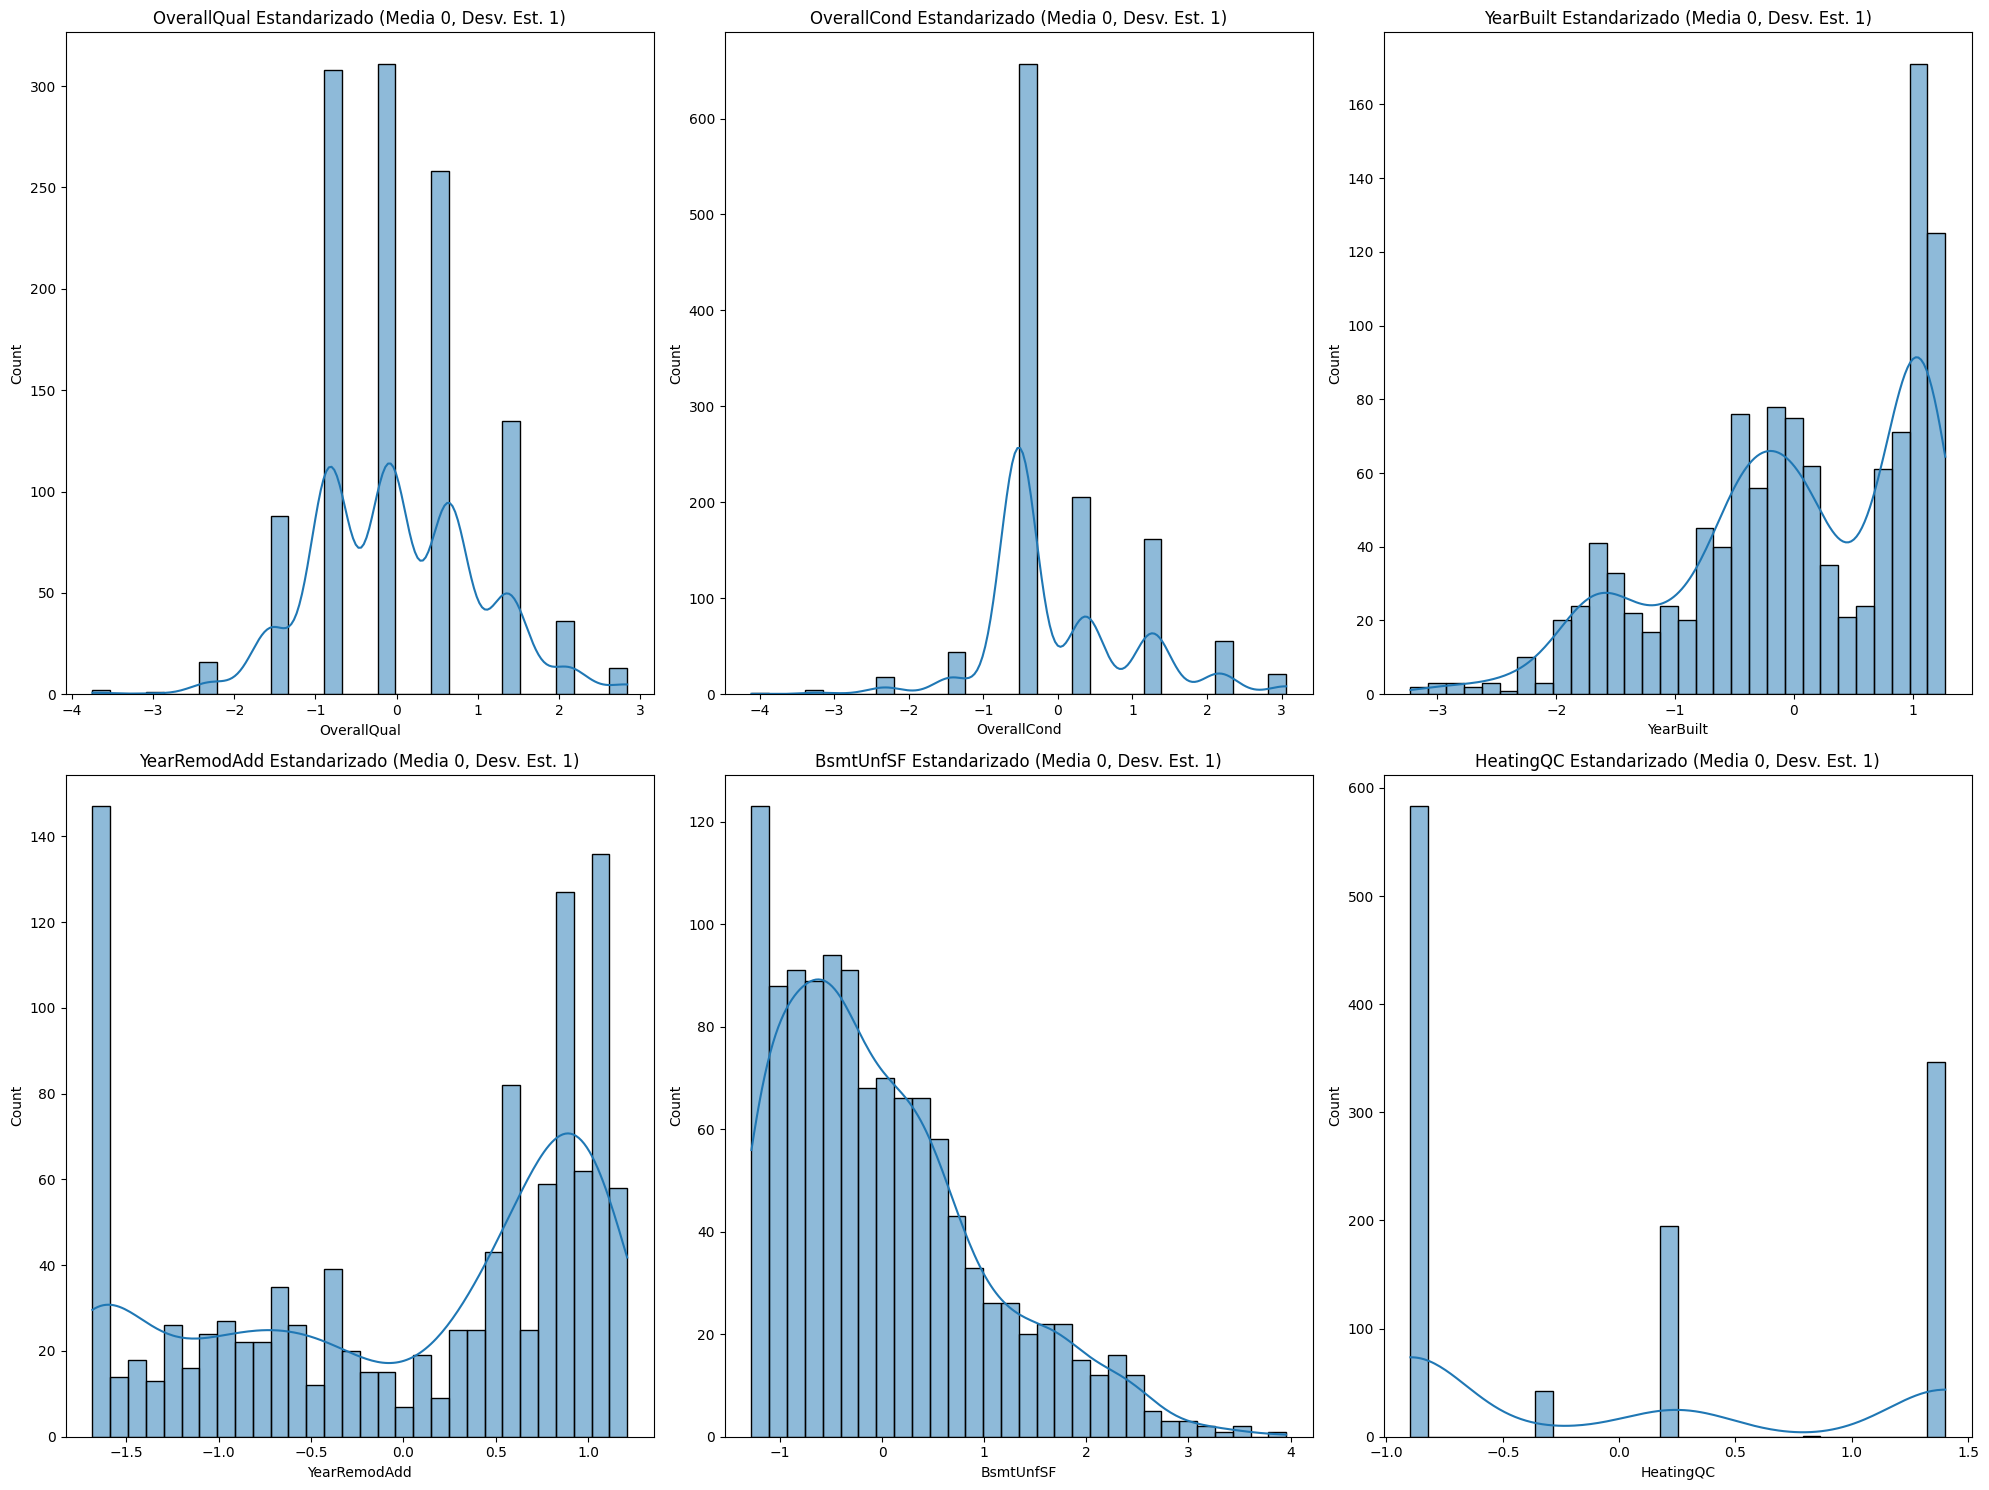 OverallQual Estandarizado (Media 0, Desv. Est. 1)
Count
300
250
200
150
100
50
0
−4 −3 −2 −1 0 1 2 3
OverallQual
OverallCond Estandarizado (Media 0, Desv. Est. 1)
Count
600
500
400
300
200
100
0
−4 −3 −2 −1 0 1 2 3
OverallCond
YearBuilt Estandarizado (Media 0, Desv. Est. 1)
Count
160
140
120
100
80
60
40
20
0
−3 −2 −1 0 1
YearBuilt
YearRemodAdd Estandarizado (Media 0, Desv. Est. 1)
Count
140
120
100
80
60
40
20
0
−1.5 −1.0 −0.5 0.0 0.5 1.0
YearRemodAdd
BsmtUnfSF Estandarizado (Media 0, Desv. Est. 1)
Count
120
100
80
60
40
20
0
−1 0 1 2 3 4
BsmtUnfSF
HeatingQC Estandarizado (Media 0, Desv. Est. 1)
Count
600
500
400
300
200
100
0
−1.0 −0.5 0.0 0.5 1.0 1.5
HeatingQC